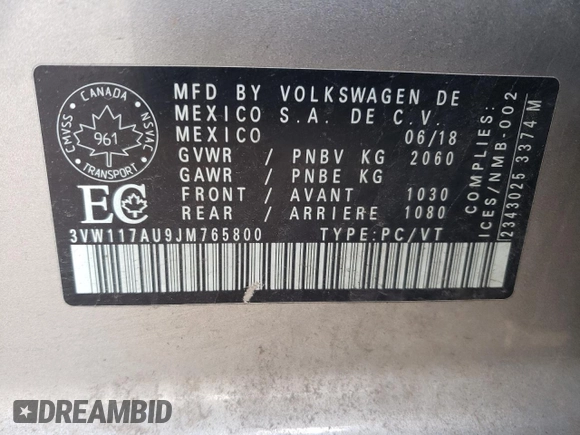 MFD BY VOLKSWAGEN DE
MEXICO S.A. DE C.V.
MEXICO 06/18
GVWR / PNBV KG 2060
GAWR / PNBE KG
FRONT / AVANT 1030
REAR / ARRIERE 1080
3VW117AU9JM765800 TYPE:PC/VT
CANADA
CMVSS
961
NSVAC
TRANSPORT
EC
COMPLIES:
ICES/NMB-002
2343025 3374 M
DREAMBID